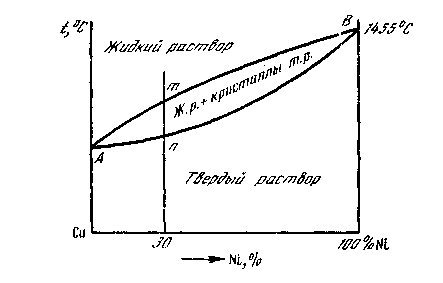 t,°C
Жидкий раствор
B
1455°C
m
Ж.р.+ кристаллы т.р.
A
n
Твердый раствор
Cu
30
100% Ni
Ni,%